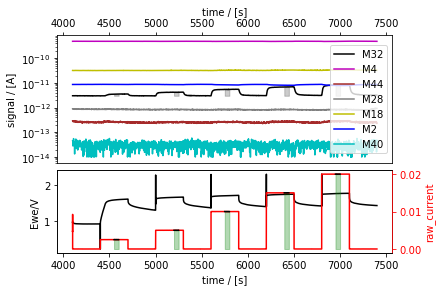 time / [s]
4000 4500 5000 5500 6000 6500 7000 7500
signal / [A]
10⁻¹⁰
10⁻¹¹
10⁻¹²
10⁻¹³
10⁻¹⁴
M32
M4
M44
M28
M18
M2
M40
Ewe/V
2
1
0.02
0.01
0.00
raw_current
4000 4500 5000 5500 6000 6500 7000 7500
time / [s]